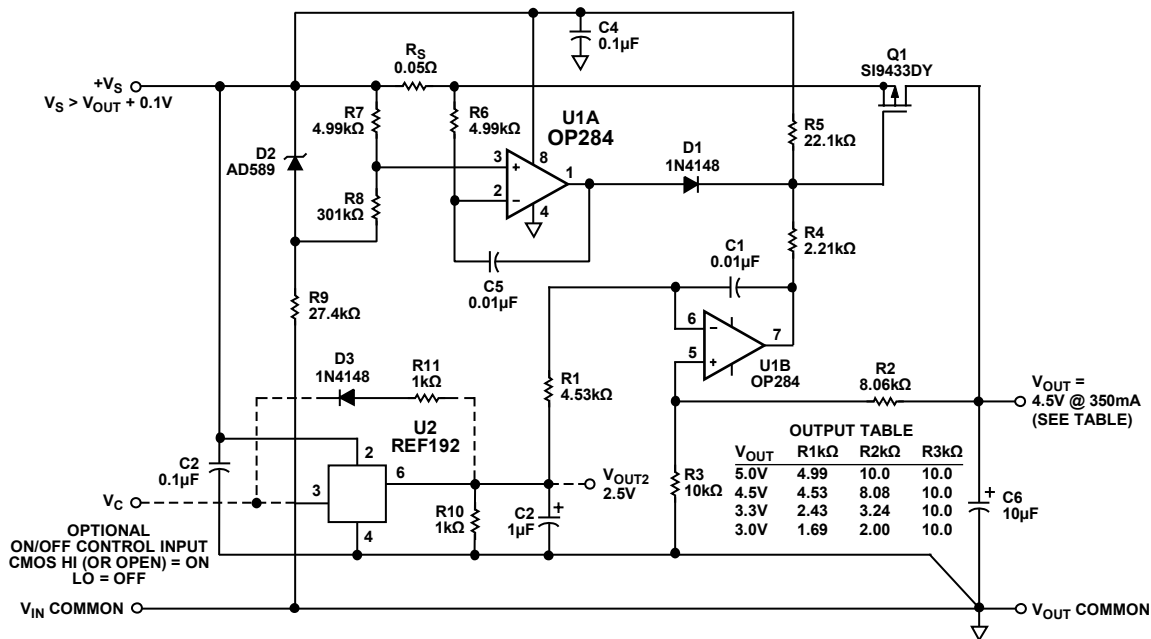 C4
0.1µF
+VS
VS > VOUT + 0.1V
RS
0.05Ω
Q1
SI9433DY
R7
4.99kΩ
R6
4.99kΩ
U1A
OP284
R5
22.1kΩ
D2
AD589
3
+
8
1
2
−
4
D1
1N4148
R8
301kΩ
R4
2.21kΩ
C5
0.01µF
C1
0.01µF
R9
27.4kΩ
6
−
7
5
+
U1B
OP284
D3
1N4148
R11
1kΩ
R1
4.53kΩ
R2
8.06kΩ
VOUT =
4.5V @ 350mA
(SEE TABLE)
U2
REF192
2
6
3
4
C2
0.1µF
VC
OPTIONAL
ON/OFF CONTROL INPUT
CMOS HI (OR OPEN) = ON
LO = OFF
R10
1kΩ
C2
1µF
+
VOUT2
2.5V
R3
10kΩ
OUTPUT TABLE
VOUT R1kΩ R2kΩ R3kΩ
5.0V 4.99 10.0 10.0
4.5V 4.53 8.08 10.0
3.3V 2.43 3.24 10.0
3.0V 1.69 2.00 10.0
+
C6
10µF
VIN COMMON
VOUT COMMON